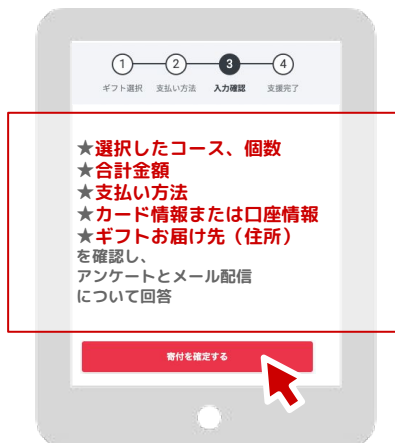 1 2 3 4
ギフト選択 支払い方法 入力確認 支援完了
★選択したコース、個数
★合計金額
★支払い方法
★カード情報または口座情報
★ギフトお届け先（住所）
を確認し、
アンケートとメール配信
について回答
寄付を確定する